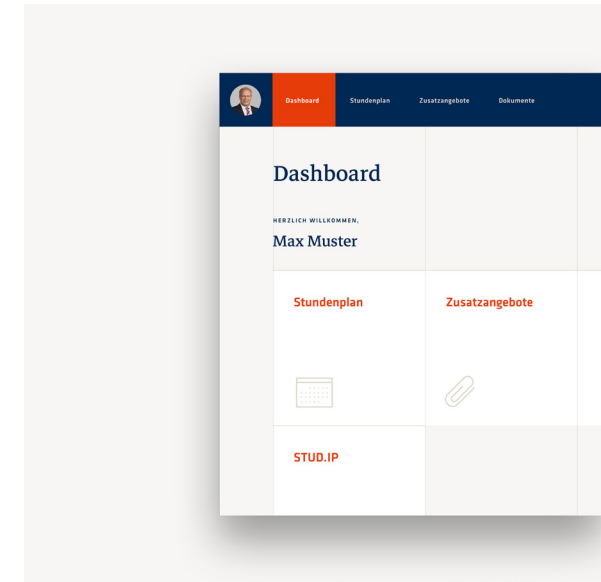 Dashboard
Stundenplan
Zusatzangebote
Dokumente
Dashboard
HERZLICH WILLKOMMEN,
Max Muster
Stundenplan
Zusatzangebote
STUD.IP